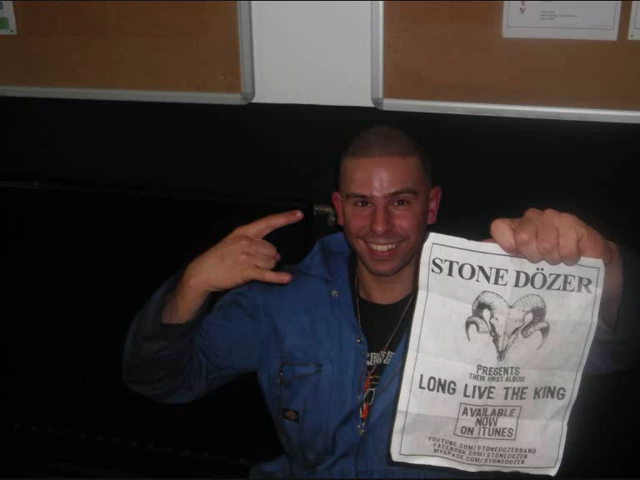 STONE DÖZER
PRESENTS
THEIR FIRST ALBUM
LONG LIVE THE KING
AVAILABLE
NOW
ON ITUNES
YOUTUBE.COM/STONEDOZERBAND
FACEBOOK.COM/STONEDOZER
MYSPACE.COM/STONEDOZER